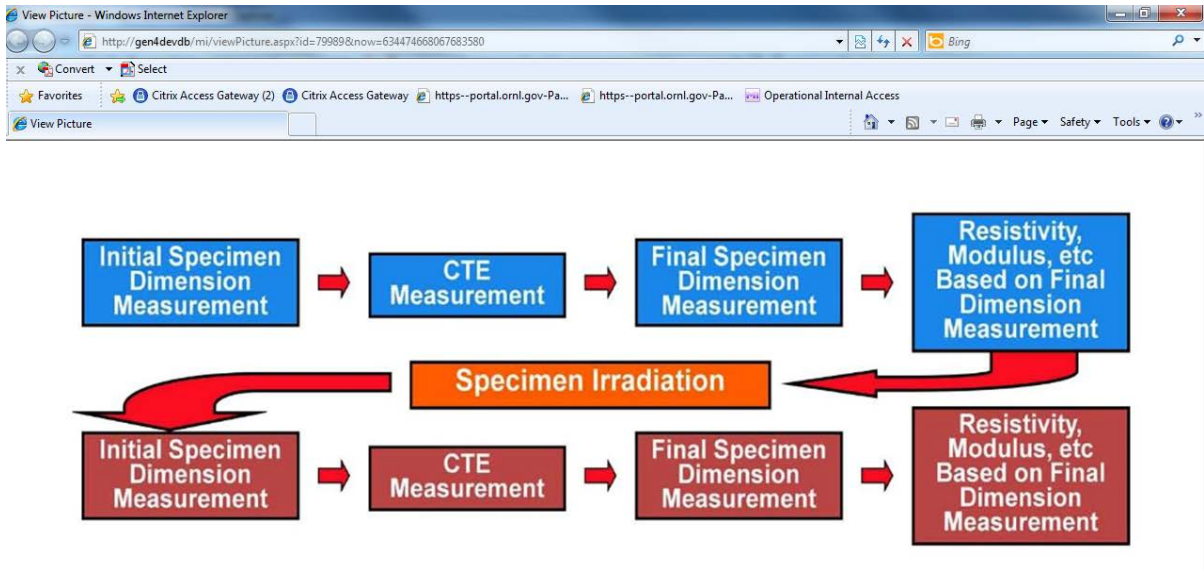 View Picture - Windows Internet Explorer
http://gen4devdb/mi/viewPicture.aspx?id=79989&now=634474668067683580
Bing
x Convert Select
Favorites Citrix Access Gateway (2) Citrix Access Gateway https--portal.ornl.gov-Pa... https--portal.ornl.gov-Pa... Operational Internal Access
View Picture
Page Safety Tools
Initial Specimen
Dimension
Measurement
CTE
Measurement
Final Specimen
Dimension
Measurement
Resistivity,
Modulus, etc
Based on Final
Dimension
Measurement
Specimen Irradiation
Initial Specimen
Dimension
Measurement
CTE
Measurement
Final Specimen
Dimension
Measurement
Resistivity,
Modulus, etc
Based on Final
Dimension
Measurement